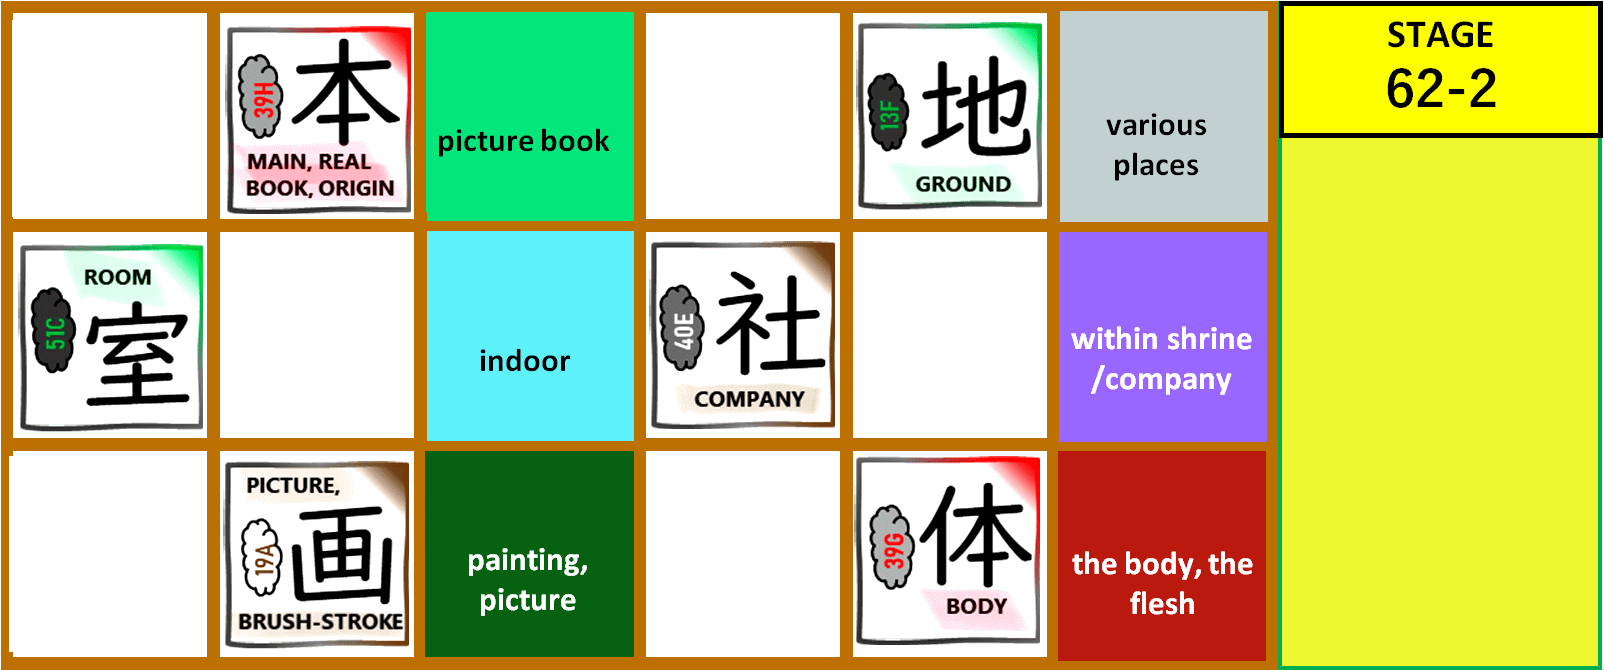 39H
本
MAIN, REAL
BOOK, ORIGIN
picture book
13F
地
GROUND
various
places
STAGE
62-2
ROOM
51C
室
indoor
40E
社
COMPANY
within shrine
/company
PICTURE,
19A
画
BRUSH-STROKE
painting,
picture
39G
体
BODY
the body, the
flesh